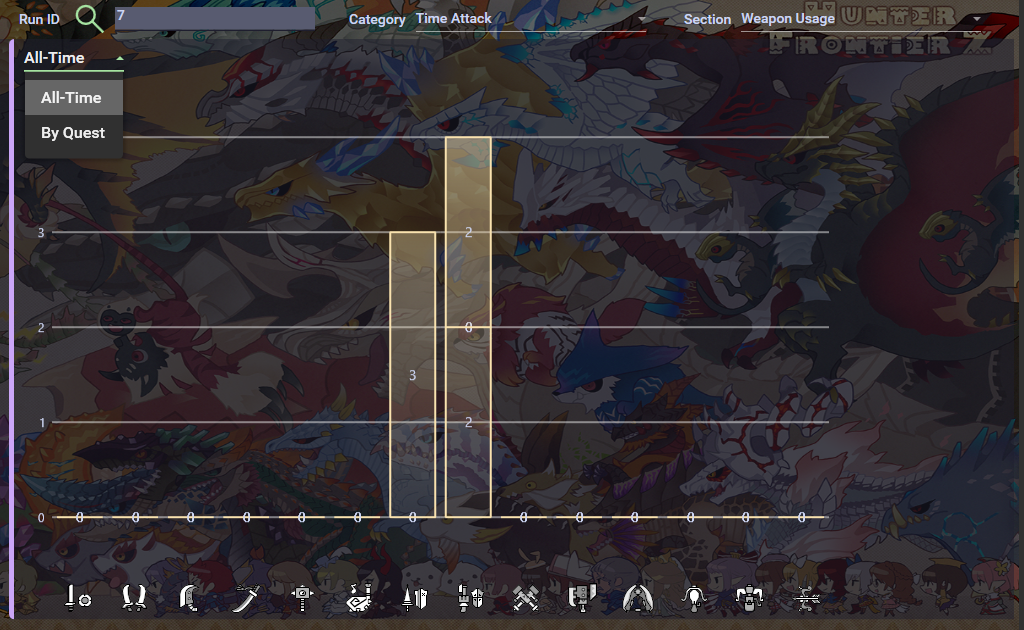 Run ID 7 Category Time Attack Section Weapon Usage
HUNTER
FRONTIER Z
All-Time
All-Time
By Quest
3 2
2 0
3
1 2
0 0 0 0 0 0 0 0 0 0 0 0 0 0